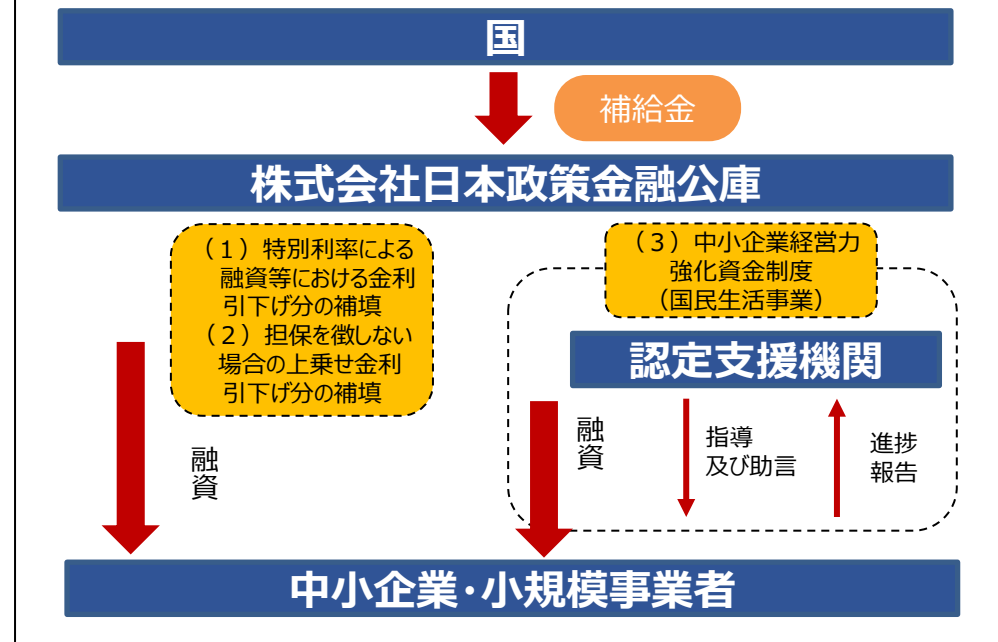 国
補給金
株式会社日本政策金融公庫
（１）特別利率による
融資等における金利
引下げ分の補填
（２）担保を徴しない
場合の上乗せ金利
引下げ分の補填
（３）中小企業経営力
強化資金制度
（国民生活事業）
認定支援機関
融資
融資
指導
及び助言
進捗
報告
中小企業・小規模事業者